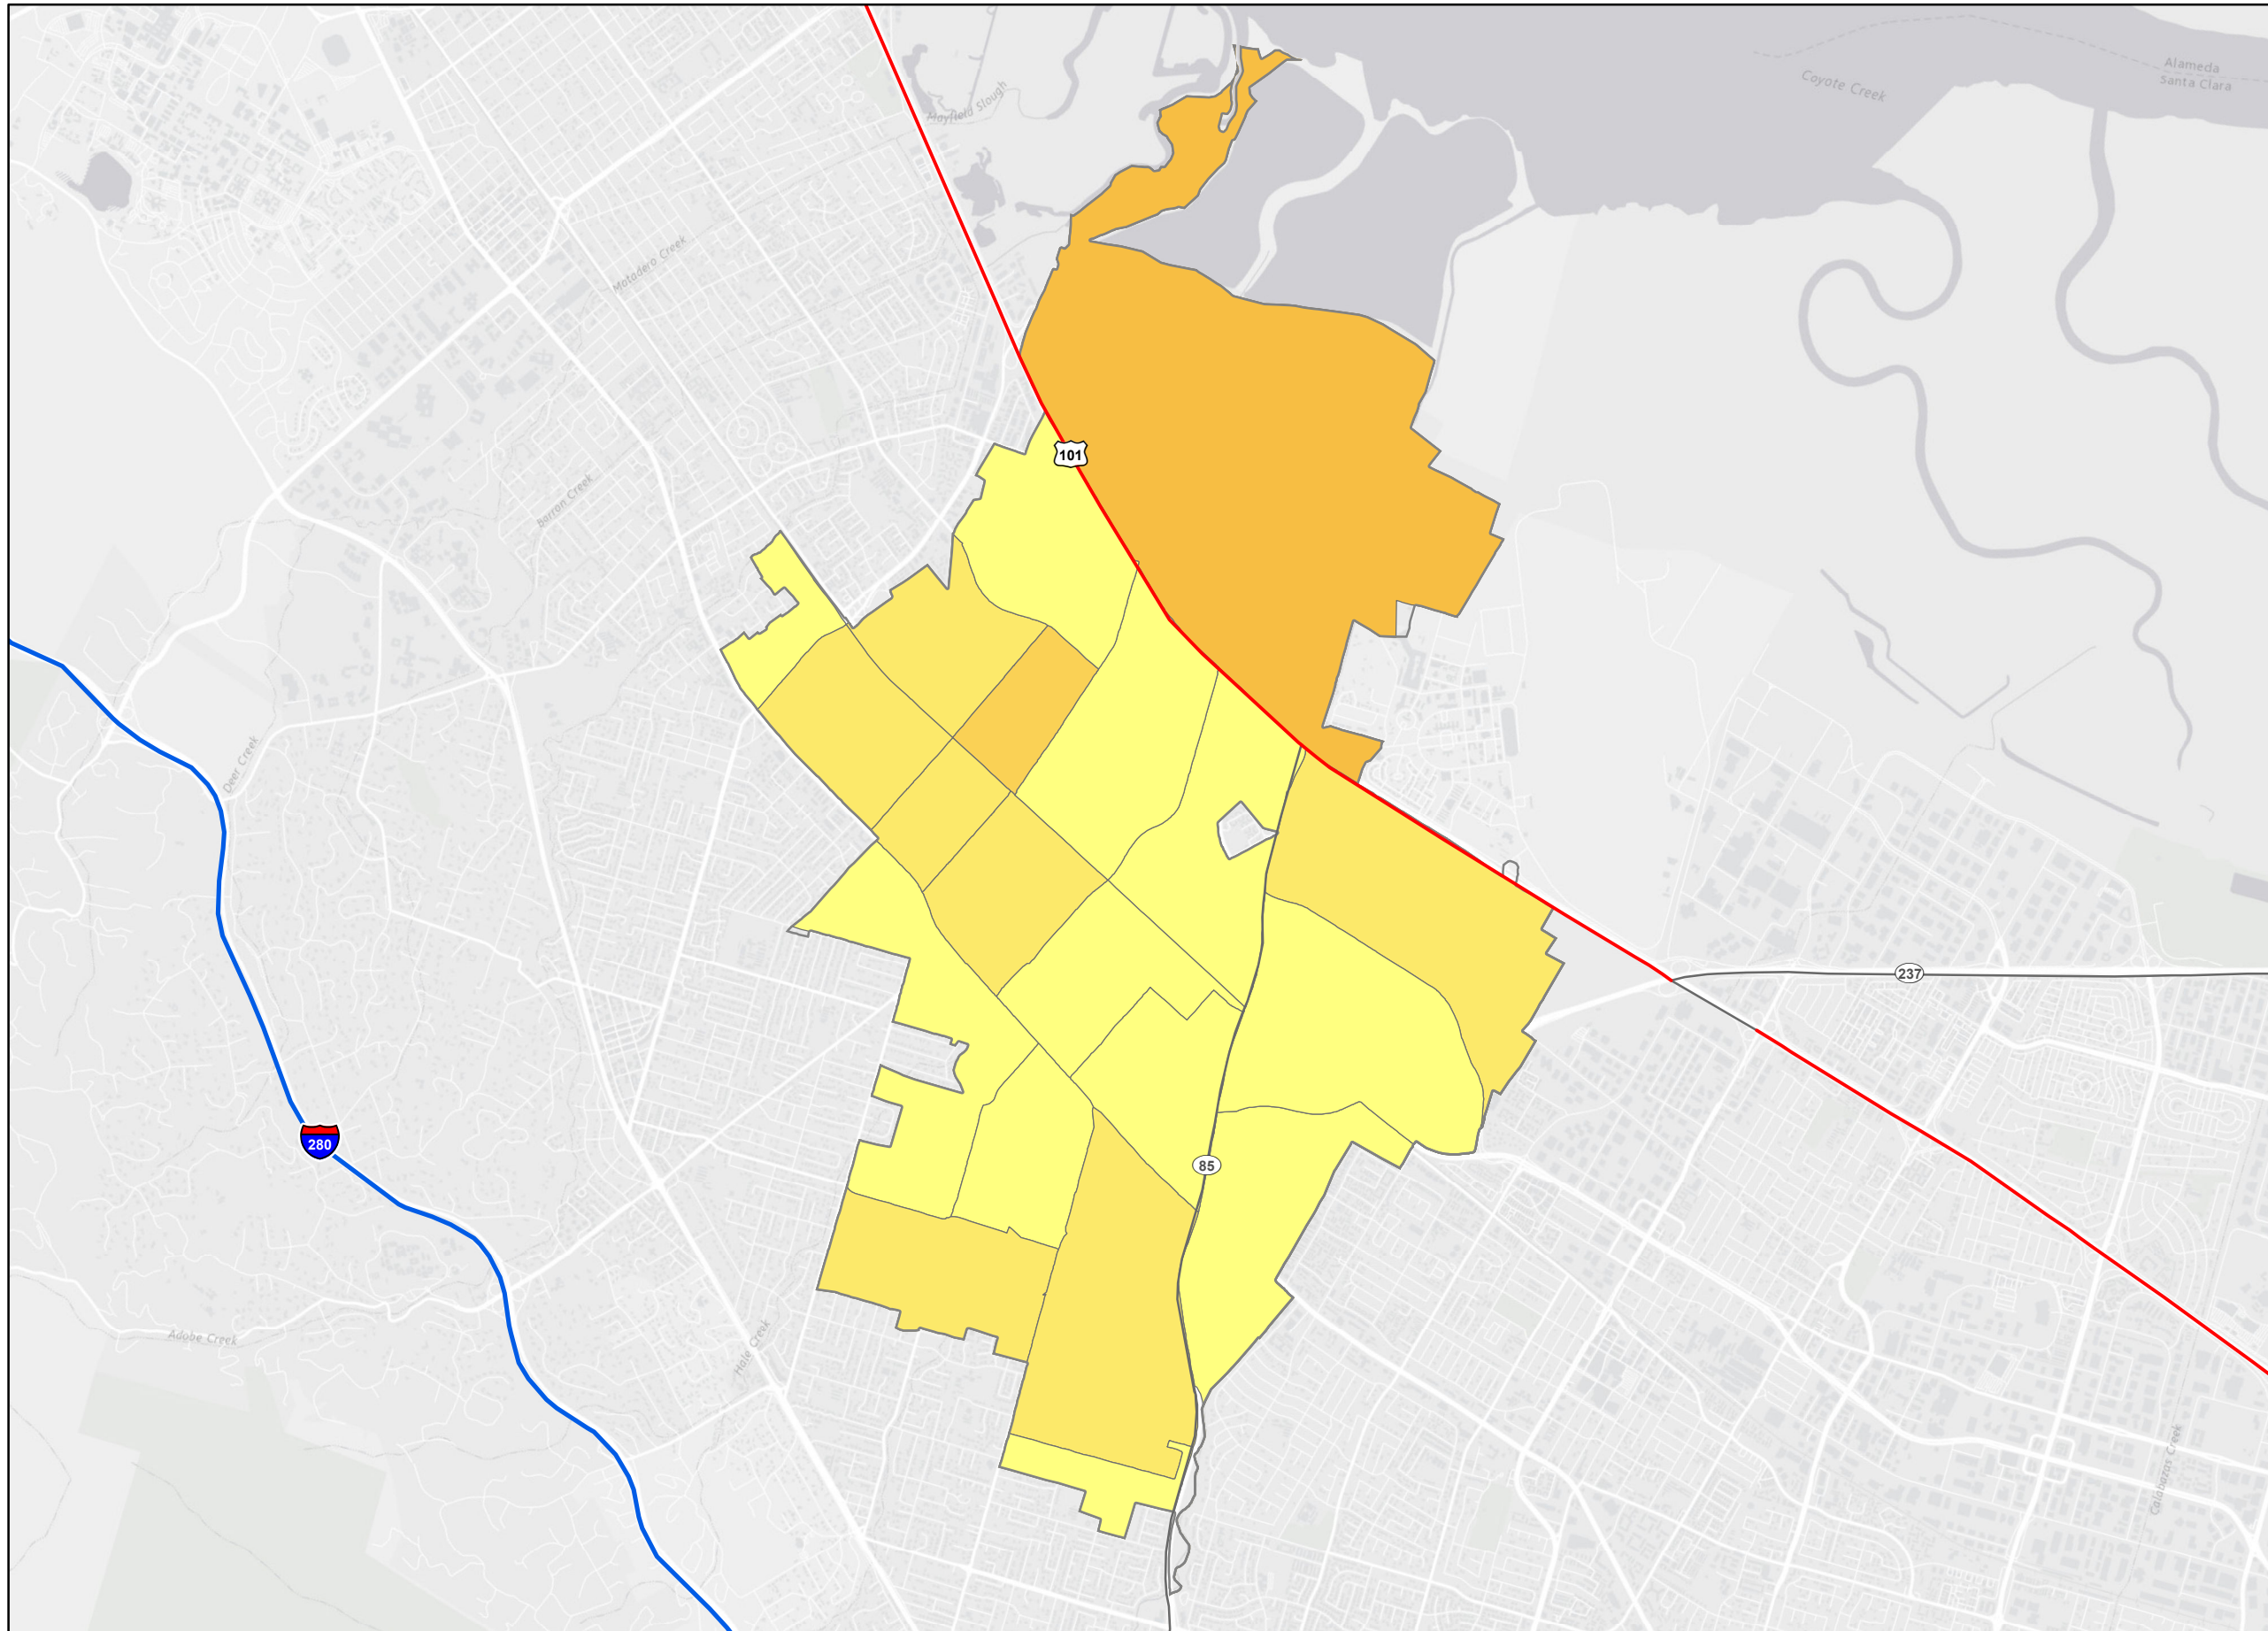 Alameda
Santa Clara
Coyote Creek
Mayfield Slough
Matadero Creek
101
Barron Creek
Deer Creek
237
280
85
Adobe Creek
Hale Creek
Calabazas Creek